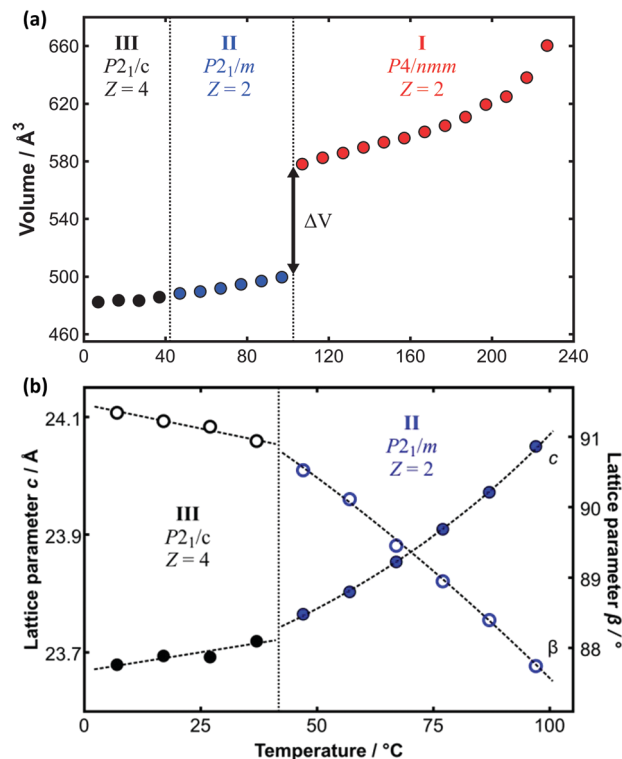 (a)
III
P2₁/c
Z = 4
II
P2₁/m
Z = 2
I
P4/nmm
Z = 2
ΔV
Volume / Å³
660
620
580
540
500
460
0
40
80
120
160
200
240
(b)
II
P2₁/m
Z = 2
III
P2₁/c
Z = 4
c
β
Lattice parameter c / Å
24.1
23.9
23.7
Lattice parameter β / °
91
90
89
88
0
25
50
75
100
Temperature / °C